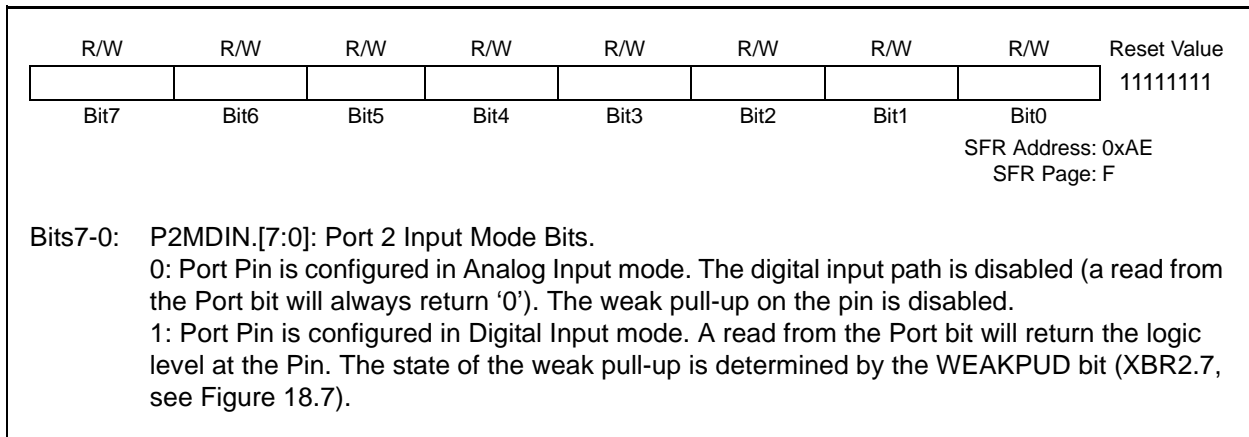 R/W R/W R/W R/W R/W R/W R/W R/W Reset Value
11111111
Bit7 Bit6 Bit5 Bit4 Bit3 Bit2 Bit1 Bit0
SFR Address: 0xAE
SFR Page: F
Bits7-0: P2MDIN.[7:0]: Port 2 Input Mode Bits.
0: Port Pin is configured in Analog Input mode. The digital input path is disabled (a read from
the Port bit will always return ‘0’). The weak pull-up on the pin is disabled.
1: Port Pin is configured in Digital Input mode. A read from the Port bit will return the logic
level at the Pin. The state of the weak pull-up is determined by the WEAKPUD bit (XBR2.7,
see Figure 18.7).